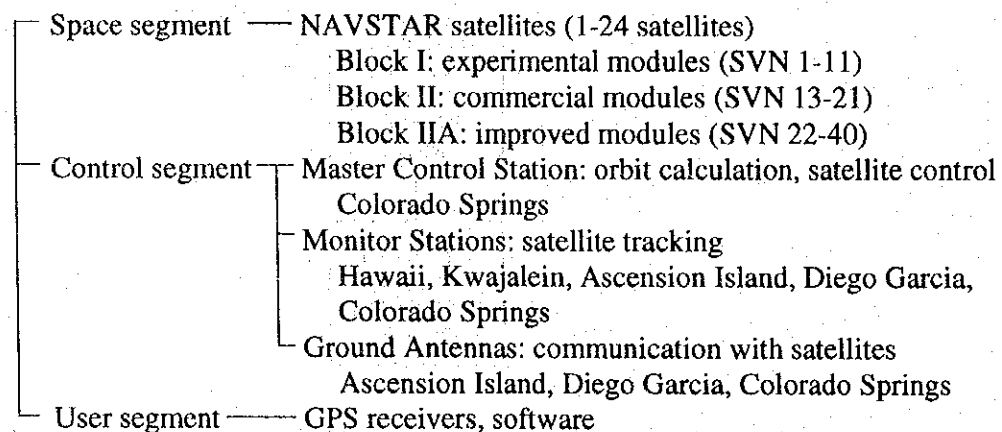 Space segment NAVSTAR satellites (1-24 satellites)
Block I: experimental modules (SVN 1-11)
Block II: commercial modules (SVN 13-21)
Block IIA: improved modules (SVN 22-40)
Control segment Master Control Station: orbit calculation, satellite control
Colorado Springs
Monitor Stations: satellite tracking
Hawaii, Kwajalein, Ascension Island, Diego Garcia,
Colorado Springs
Ground Antennas: communication with satellites
Ascension Island, Diego Garcia, Colorado Springs
User segment GPS receivers, software